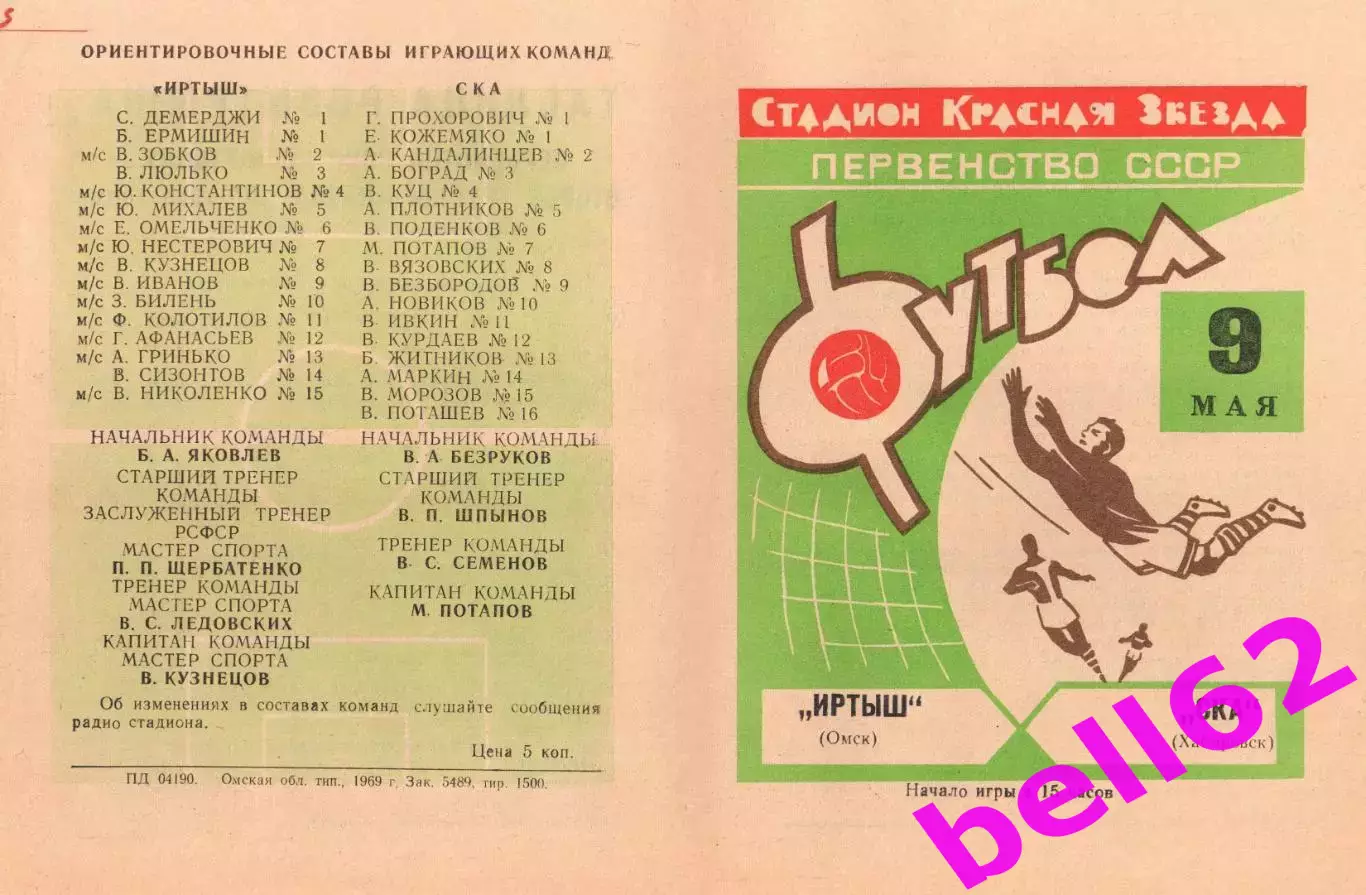 5
ОРИЕНТИРОВОЧНЫЕ СОСТАВЫ ИГРАЮЩИХ КОМАНД
«ИРТЫШ»
С. ДЕМЕРДЖИ № 1
Б. ЕРМИШИН № 1
м/с В. ЗОБКОВ № 2
В. ЛЮЛЬКО № 3
м/с Ю. КОНСТАНТИНОВ № 4
м/с Ю. МИХАЛЕВ № 5
м/с Е. ОМЕЛЬЧЕНКО № 6
м/с Ю. НЕСТЕРОВИЧ № 7
м/с В. КУЗНЕЦОВ № 8
м/с В. ИВАНОВ № 9
м/с З. БИЛЕНЬ № 10
м/с Ф. КОЛОТИЛОВ № 11
м/с Г. АФАНАСЬЕВ № 12
м/с А. ГРИНЬКО № 13
В. СИЗОНТОВ № 14
м/с В. НИКОЛЕНКО № 15
НАЧАЛЬНИК КОМАНДЫ
Б. А. ЯКОВЛЕВ
СТАРШИЙ ТРЕНЕР
КОМАНДЫ
ЗАСЛУЖЕННЫЙ ТРЕНЕР
РСФСР
МАСТЕР СПОРТА
П. П. ЩЕРБАТЕНКО
ТРЕНЕР КОМАНДЫ
МАСТЕР СПОРТА
В. С. ЛЕДОВСКИХ
КАПИТАН КОМАНДЫ
МАСТЕР СПОРТА
В. КУЗНЕЦОВ
СКА
Г. ПРОХОРОВИЧ № 1
Е. КОЖЕМЯКО № 1
А. КАНДАЛИНЦЕВ № 2
А. БОГРАД № 3
В. КУЦ № 4
А. ПЛОТНИКОВ № 5
В. ПОДЕНКОВ № 6
М. ПОТАПОВ № 7
В. ВЯЗОВСКИХ № 8
В. БЕЗБОРОДОВ № 9
А. НОВИКОВ № 10
В. ИВКИН № 11
В. КУРДАЕВ № 12
Б. ЖИТНИКОВ № 13
А. МАРКИН № 14
В. МОРОЗОВ № 15
В. ПОТАШЕВ № 16
НАЧАЛЬНИК КОМАНДЫ
В. А. БЕЗРУКОВ
СТАРШИЙ ТРЕНЕР
КОМАНДЫ
В. П. ШПЫНОВ
ТРЕНЕР КОМАНДЫ
В. С. СЕМЕНОВ
КАПИТАН КОМАНДЫ
М. ПОТАПОВ
Об изменениях в составах команд слушайте сообщения
радио стадиона.
Цена 5 коп.
ПД 04190. Омская обл. тип., 1969 г. Зак. 5489, тир. 1500.
СТАДИОН КРАСНАЯ ЗВЕЗДА
ПЕРВЕНСТВО СССР
ФУТБОЛ
9
МАЯ
„ИРТЫШ“
(Омск)
„СКА“
(Хабаровск)
Начало игры в 15 часов
bell62